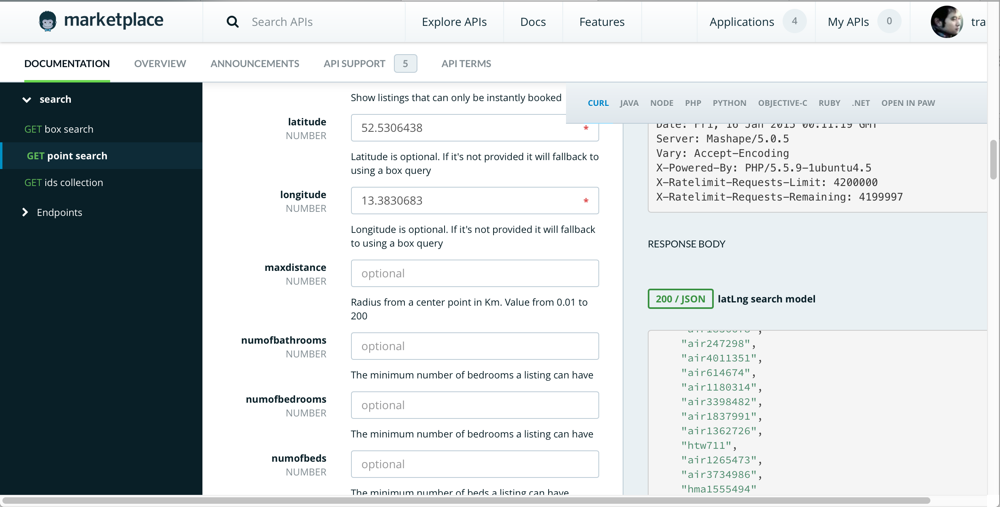 marketplace
Search APIs
Explore APIs
Docs
Features
Applications 4
My APIs 0
DOCUMENTATION
OVERVIEW
ANNOUNCEMENTS
API SUPPORT 5
API TERMS
search
GET box search
GET point search
GET ids collection
Endpoints
Show listings that can only be instantly booked
latitude
NUMBER
52.5306438 *
Latitude is optional. If it's not provided it will fallback to
using a box query
longitude
NUMBER
13.3830683 *
Longitude is optional. If it's not provided it will fallback
to using a box query
maxdistance
NUMBER
optional
Radius from a center point in Km. Value from 0.01 to
200
numofbathrooms
NUMBER
optional
The minimum number of bedrooms a listing can have
numofbedrooms
NUMBER
optional
The minimum number of bedrooms a listing can have
numofbeds
NUMBER
optional
The minimum number of beds a listing can have
CURL JAVA NODE PHP PYTHON OBJECTIVE-C RUBY .NET OPEN IN PAW
Date: Fri, 16 Jan 2015 00:11:19 GMT
Server: Mashape/5.0.5
Vary: Accept-Encoding
X-Powered-By: PHP/5.5.9-1ubuntu4.5
X-Ratelimit-Requests-Limit: 4200000
X-Ratelimit-Requests-Remaining: 4199997
RESPONSE BODY
200 / JSON latLng search model
"air247298",
"air4011351",
"air614674",
"air1180314",
"air3398482",
"air1837991",
"air1362726",
"htw711",
"air1265473",
"air3734986",
"hma1555494"